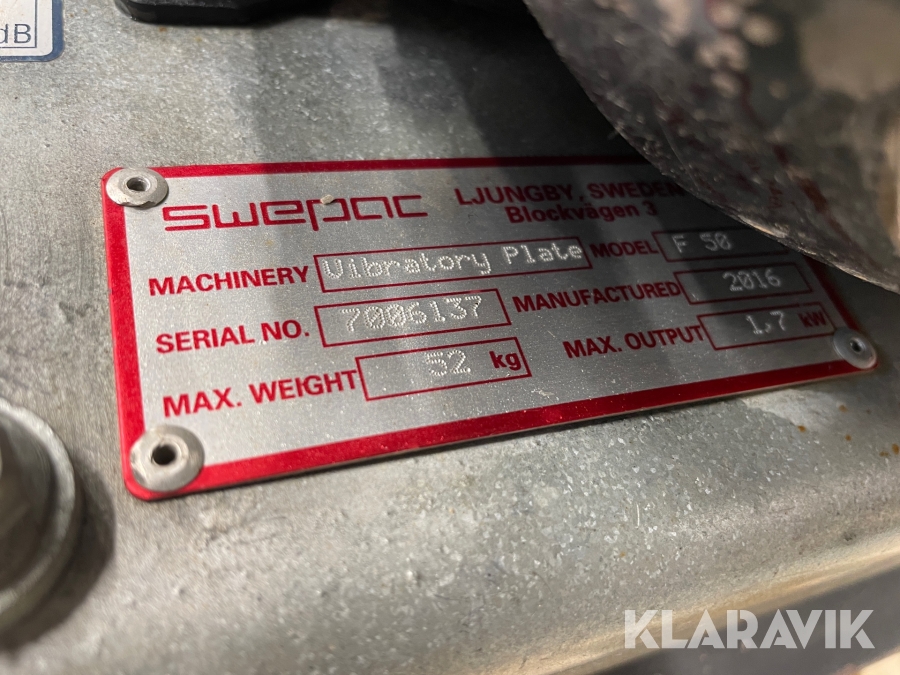 dB
swepac LJUNGBY, SWEDEN
Blockvägen 3
MACHINERY Vibratory Plate MODEL F 50
SERIAL NO. 7006137 MANUFACTURED 2016
MAX. WEIGHT 52 kg MAX. OUTPUT 1,7 kW
KLARAVIK